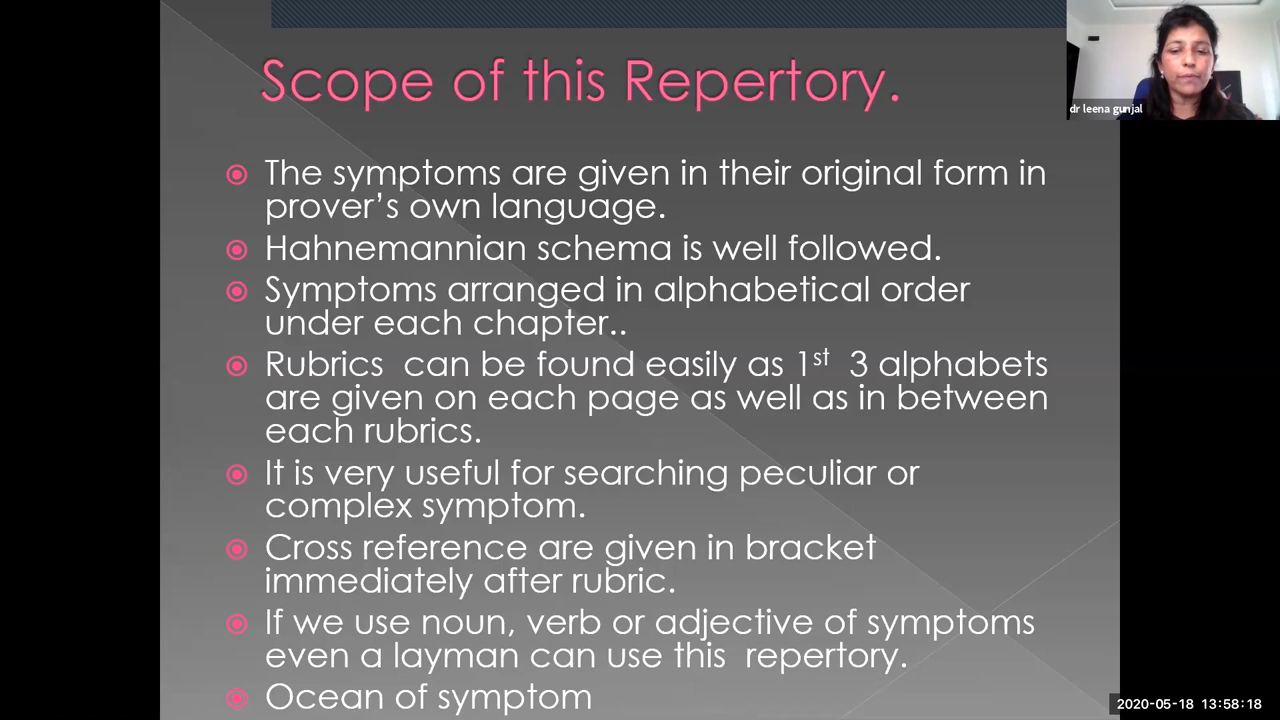 Scope of this Repertory.
dr leena gunjal
The symptoms are given in their original form in
prover's own language.
Hahnemannian schema is well followed.
Symptoms arranged in alphabetical order
under each chapter..
Rubrics can be found easily as 1st 3 alphabets
are given on each page as well as in between
each rubrics.
It is very useful for searching peculiar or
complex symptom.
Cross reference are given in bracket
immediately after rubric.
If we use noun, verb or adjective of symptoms
even a layman can use this repertory.
Ocean of symptom
2020-05-18 13:58:18